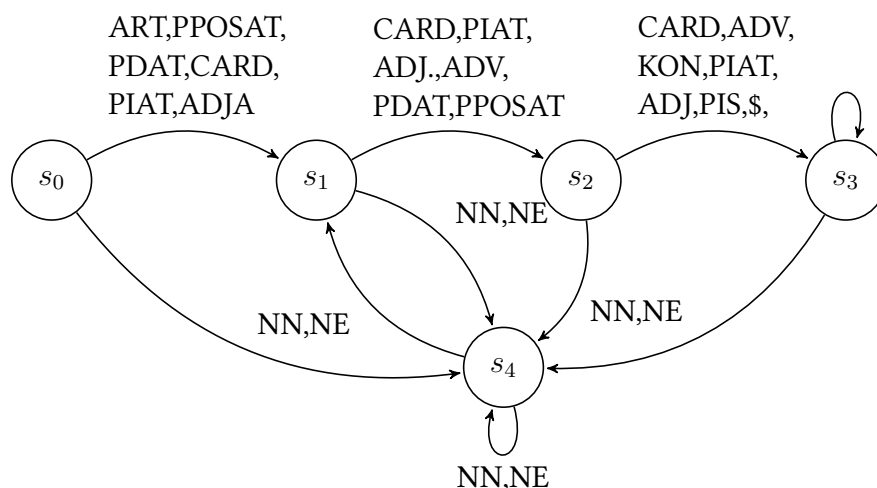 ART,PPOSAT,
PDAT,CARD,
PIAT,ADJA
CARD,PIAT,
ADJ.,ADV,
PDAT,PPOSAT
CARD,ADV,
KON,PIAT,
ADJ,PIS,$,
s0
s1
s2
s3
NN,NE
NN,NE
NN,NE
s4
NN,NE